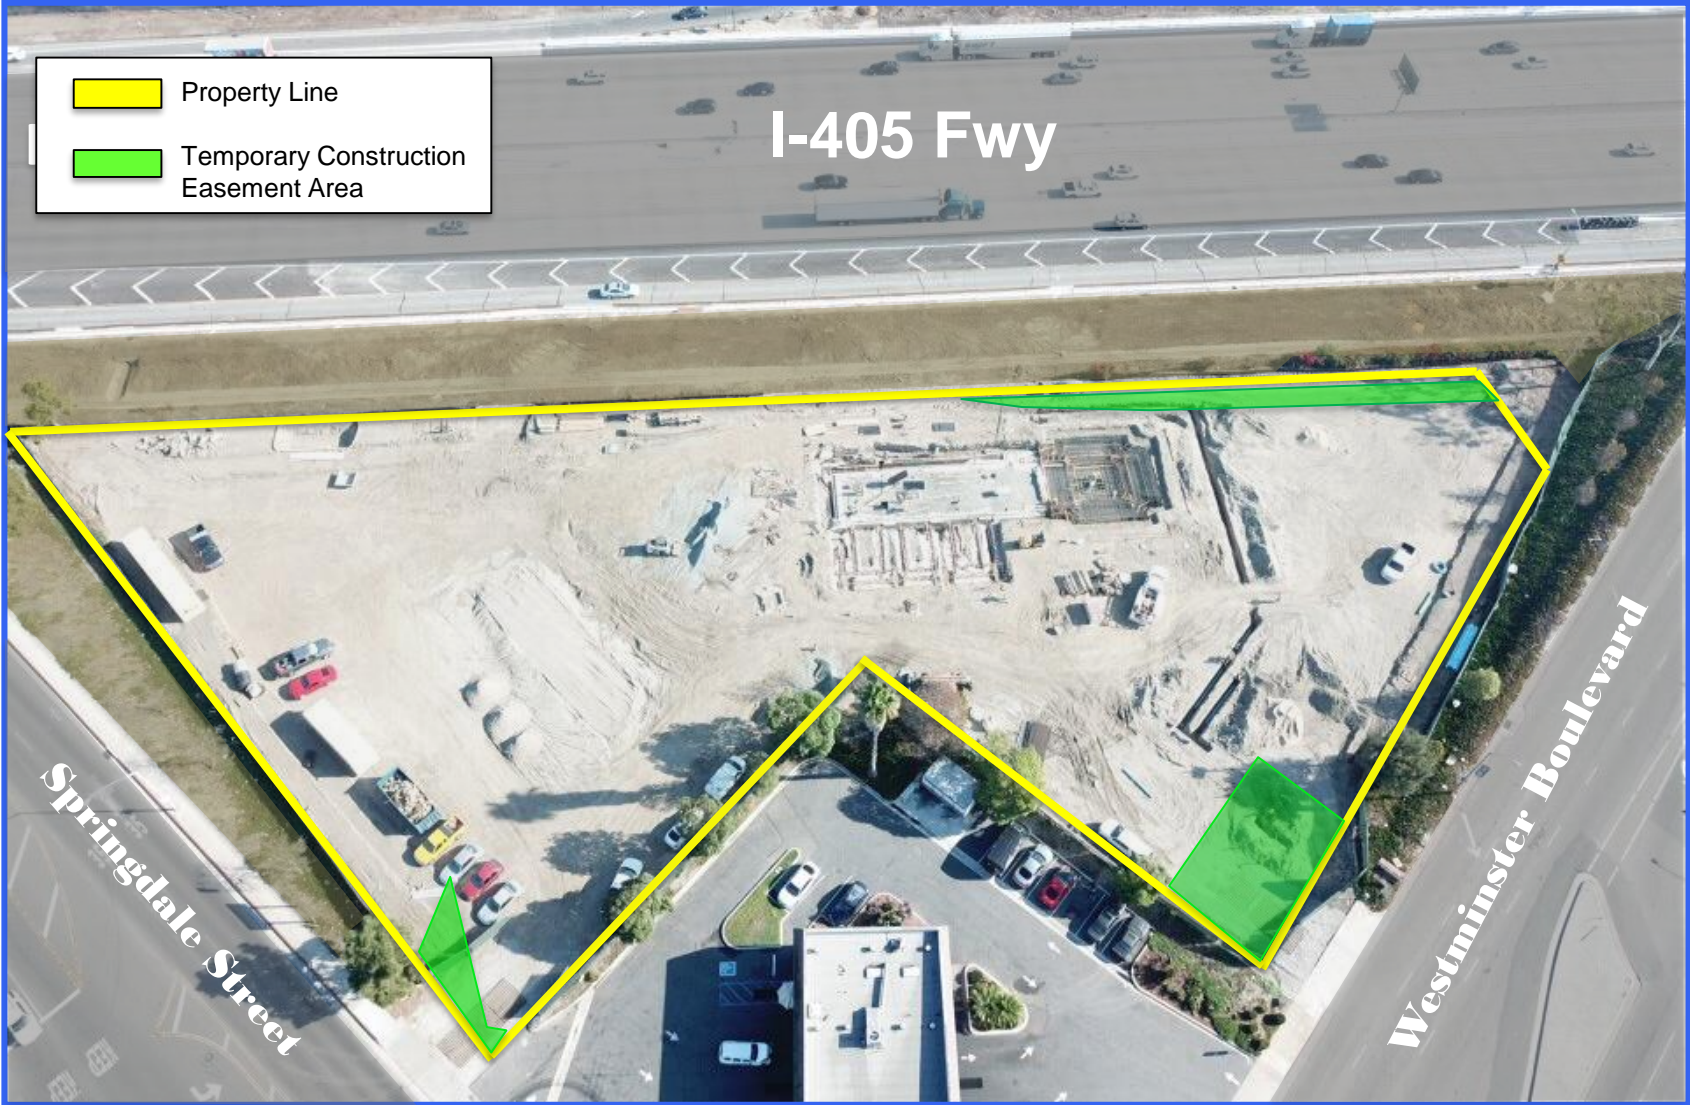 Property Line
Temporary Construction
Easement Area
I-405 Fwy
Springdale Street
Westminster Boulevard